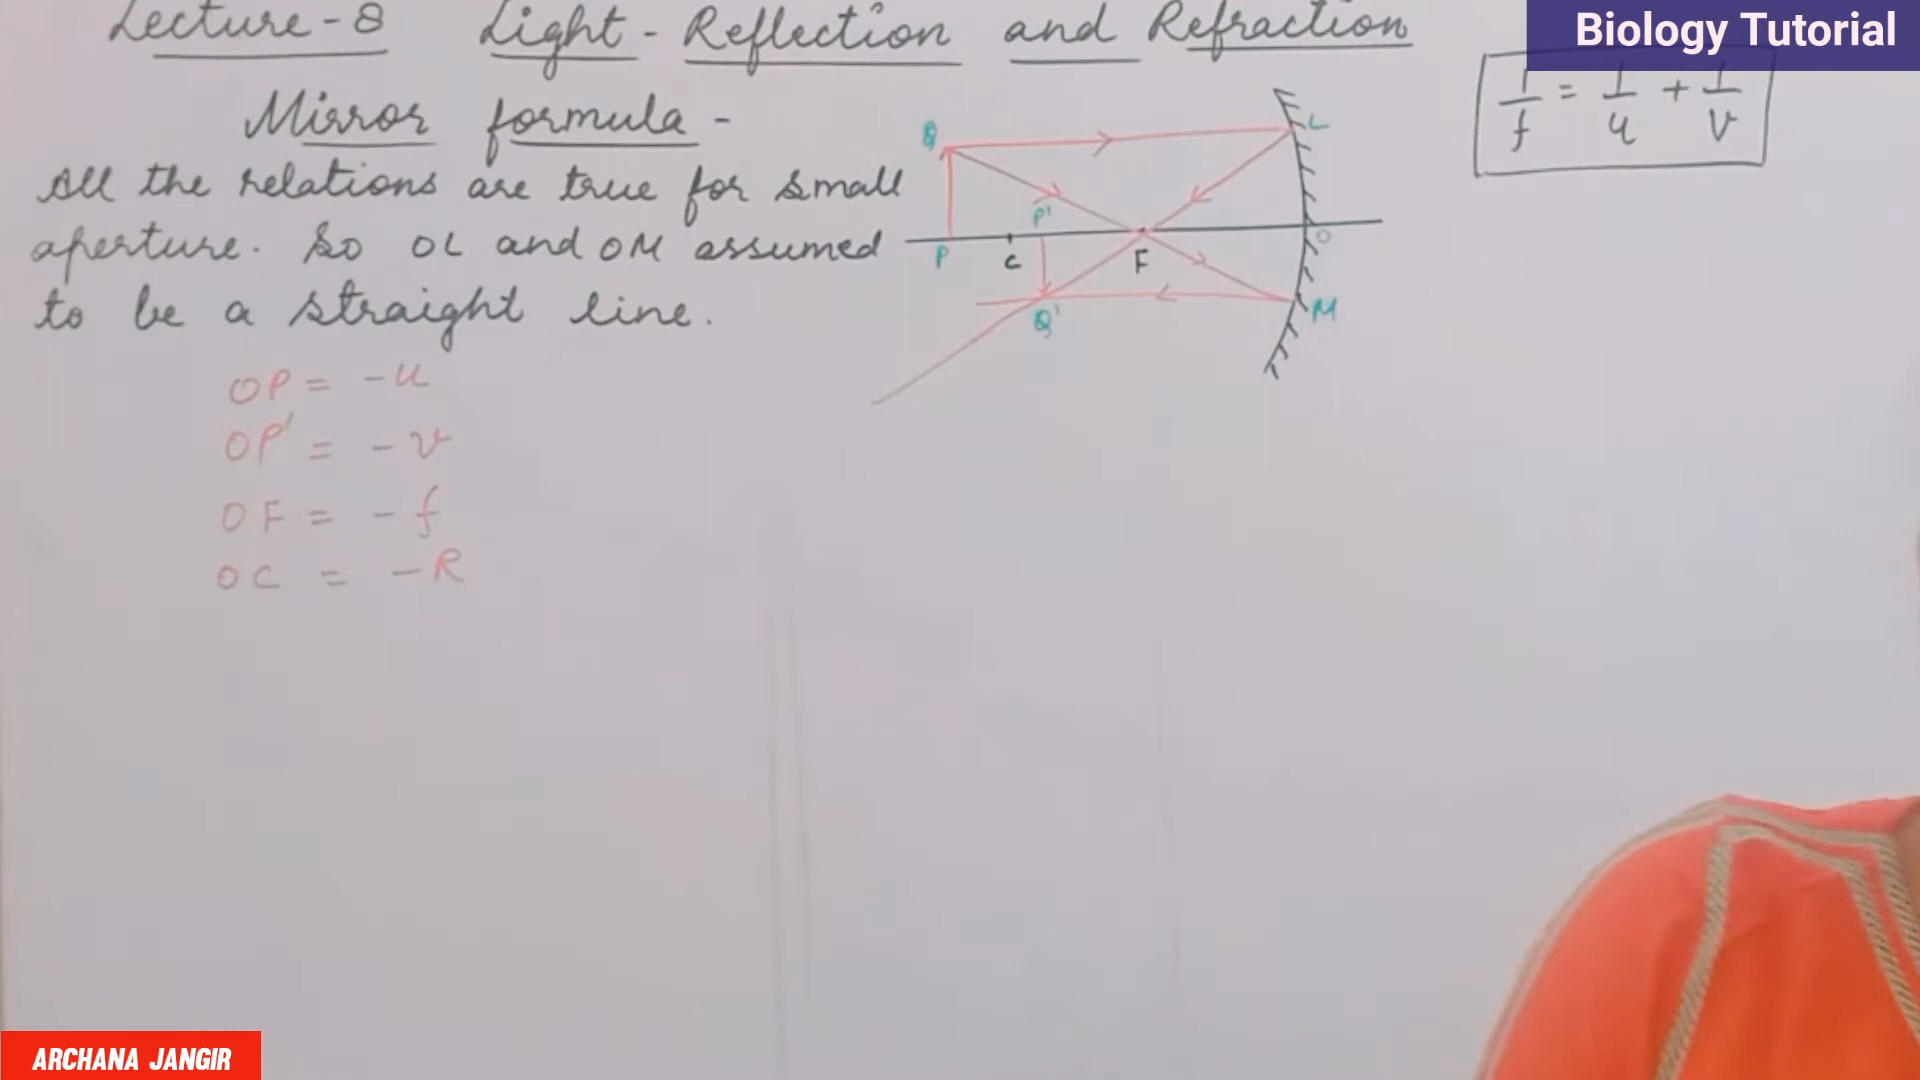 Biology Tutorial
Lecture-8 Light - Reflection and Refraction
Mirror formula -
All the relations are true for small
aperture. So OL and OM assumed
to be a straight line.
1/f = 1/u + 1/v
Q
L
P'
P
C
F
O
Q'
M
OP = -u
OP' = -v
OF = -f
OC = -R
ARCHANA JANGIR